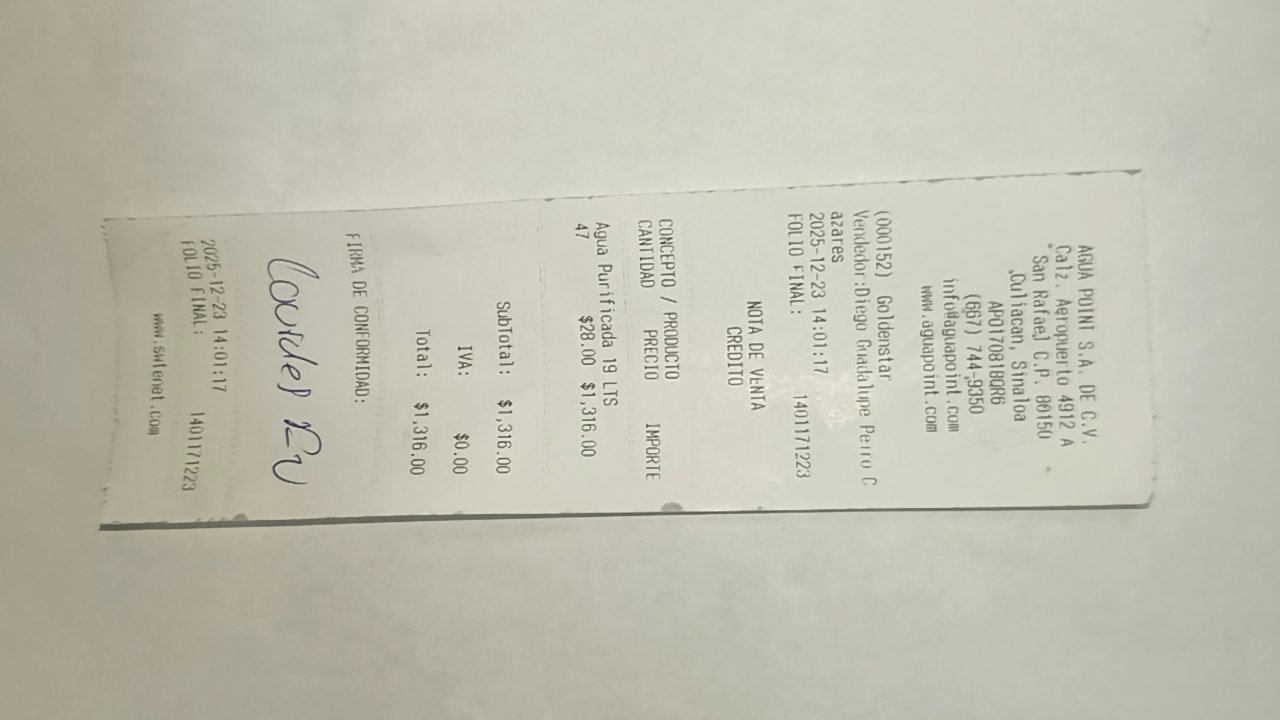 AGUA POINT S.A. DE C.V.
Calz. Aeropuerto 4912 A
San Rafael C.P. 80150
Culiacan, Sinaloa
APO170818QR6
(667) 744-9350
info@aguapoint.com
www.aguapoint.com
(000152) Goldenstar
Vendedor:Diego Guadalupe Perro C
azares
2025-12-23 14:01:17
FOLIO FINAL: 1401171223
NOTA DE VENTA
CREDITO
CONCEPTO / PRODUCTO
CANTIDAD PRECIO IMPORTE
Agua Purificada 19 LTS
47 $28.00 $1,316.00
SubTotal: $1,316.00
IVA: $0.00
Total: $1,316.00
FIRMA DE CONFORMIDAD:
Lourdes
2025-12-23 14:01:17
FOLIO FINAL: 1401171223
www.swtenet.com